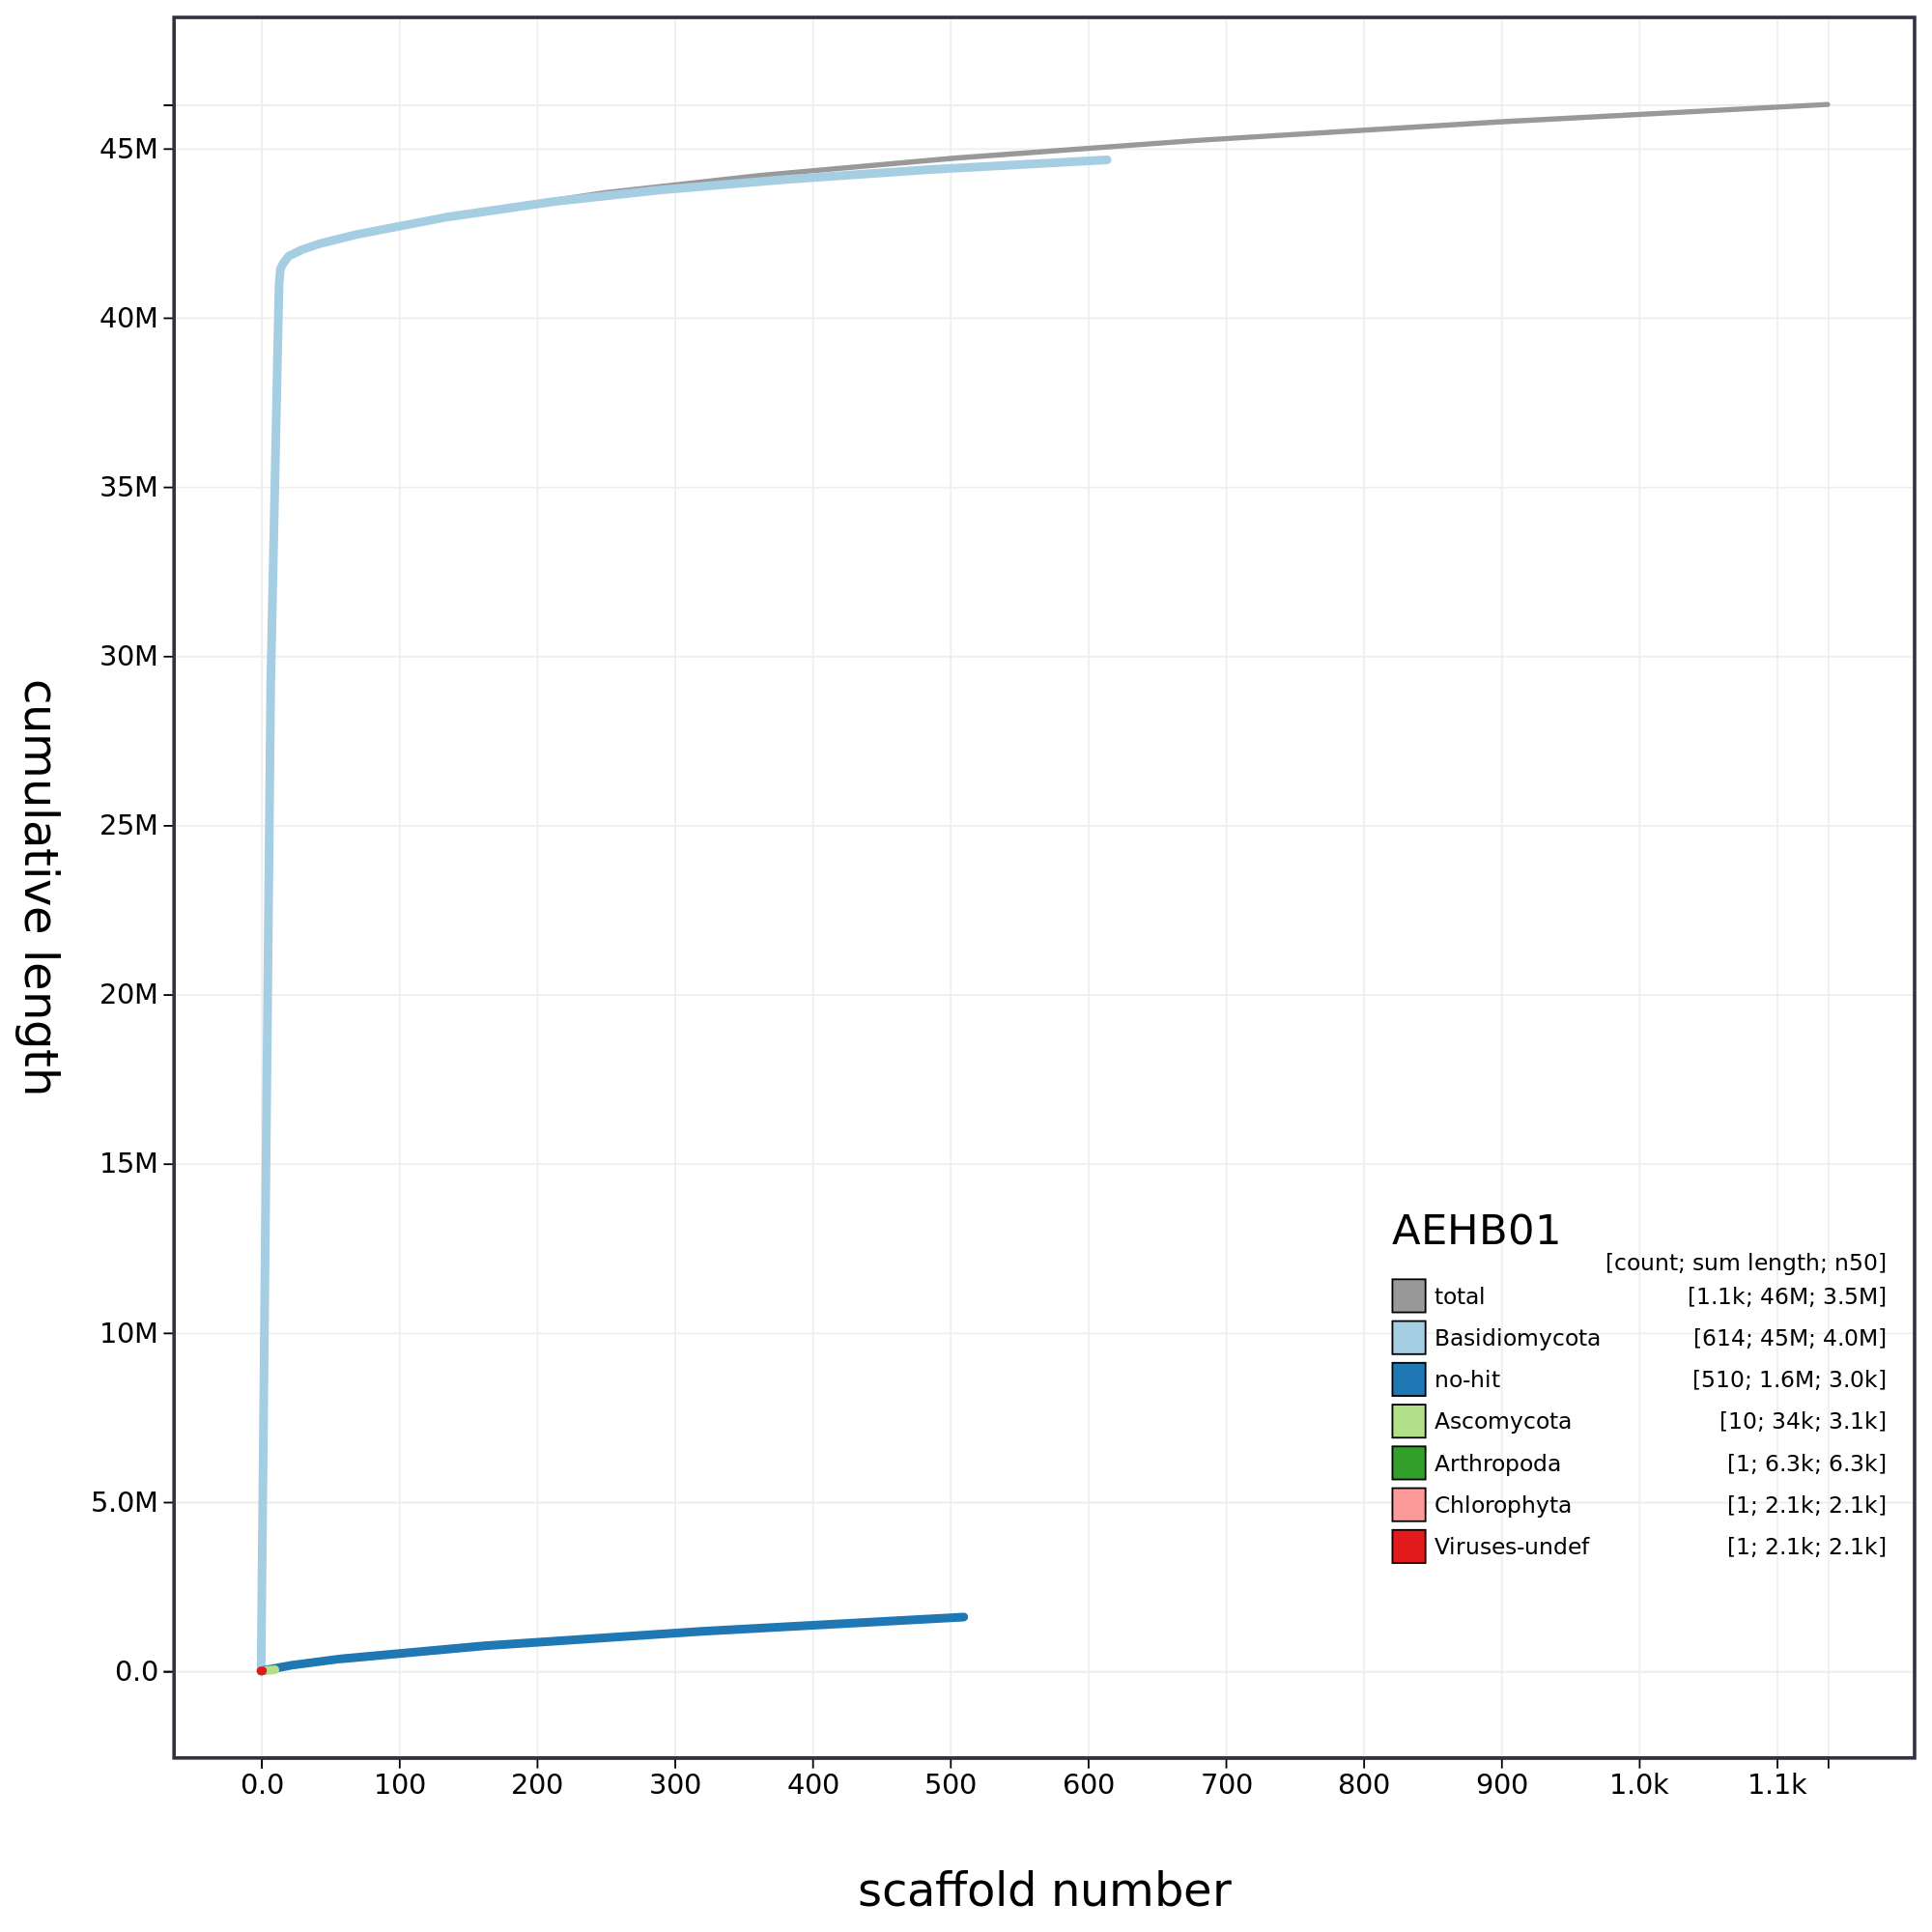 cumulative length
45M
40M
35M
30M
25M
20M
15M
10M
5.0M
0.0
AEHB01
[count; sum length; n50]
total [1.1k; 46M; 3.5M]
Basidiomycota [614; 45M; 4.0M]
no-hit [510; 1.6M; 3.0k]
Ascomycota [10; 34k; 3.1k]
Arthropoda [1; 6.3k; 6.3k]
Chlorophyta [1; 2.1k; 2.1k]
Viruses-undef [1; 2.1k; 2.1k]
0.0 100 200 300 400 500 600 700 800 900 1.0k 1.1k
scaffold number